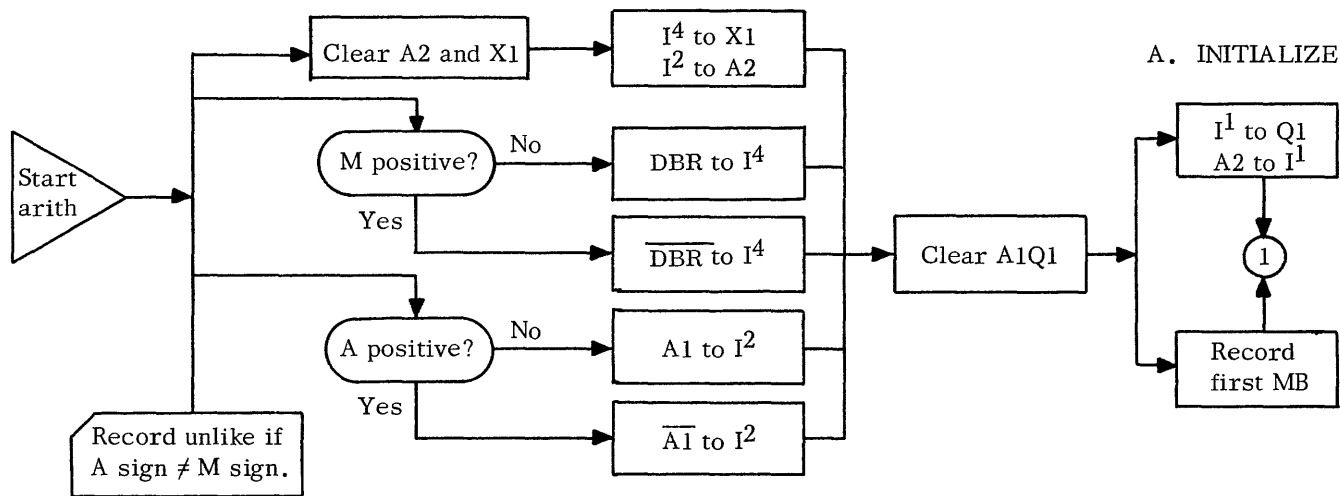 A. INITIALIZE
Start
arith
Clear A2 and X1
I⁴ to X1
I² to A2
M positive?
No
Yes
DBR to I⁴
D̅B̅R̅ to I⁴
A positive?
No
Yes
A1 to I²
A̅1̅ to I²
Record unlike if
A sign ≠ M sign.
Clear A1Q1
I¹ to Q1
A2 to I¹
1
Record
first MB